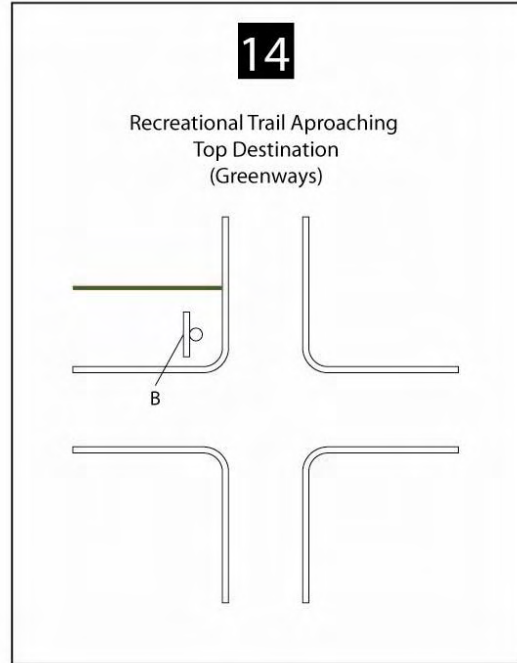 14
Recreational Trail Aproaching
Top Destination
(Greenways)
B